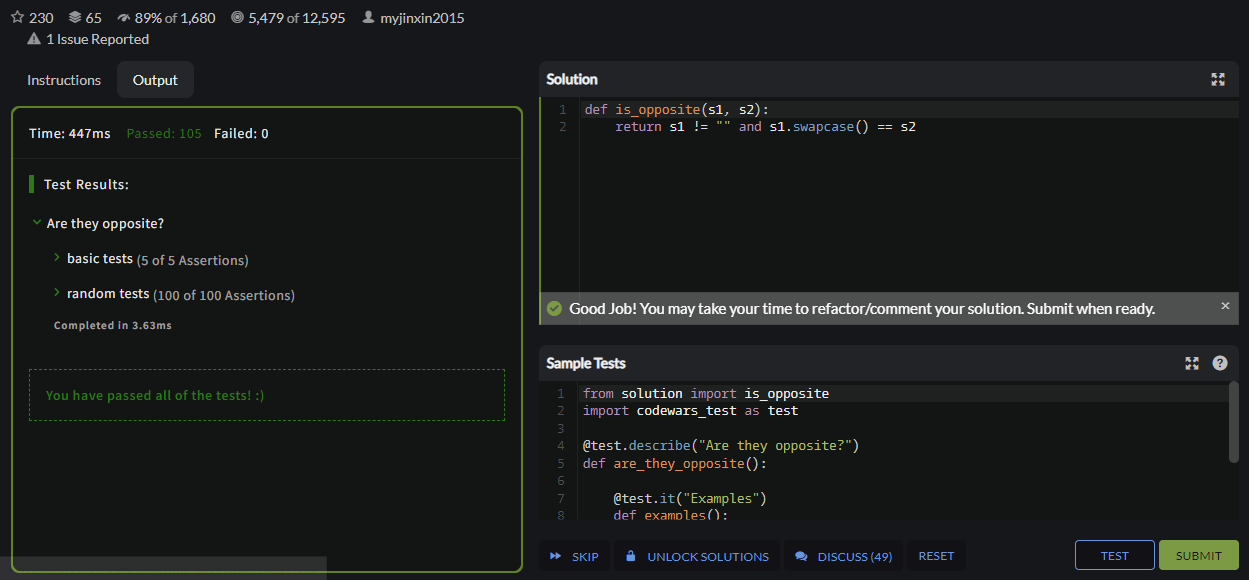 230 65 89% of 1,680 5,479 of 12,595 myjinxin2015
1 Issue Reported
Instructions Output
Time: 447ms Passed: 105 Failed: 0
Test Results:
Are they opposite?
basic tests (5 of 5 Assertions)
random tests (100 of 100 Assertions)
Completed in 3.63ms
You have passed all of the tests! :)
Solution
1 def is_opposite(s1, s2):
2 return s1 != "" and s1.swapcase() == s2
Good Job! You may take your time to refactor/comment your solution. Submit when ready. ×
Sample Tests ?
1 from solution import is_opposite
2 import codewars_test as test
3
4 @test.describe("Are they opposite?")
5 def are_they_opposite():
6
7 @test.it("Examples")
8 def examples():
SKIP UNLOCK SOLUTIONS DISCUSS (49) RESET TEST SUBMIT